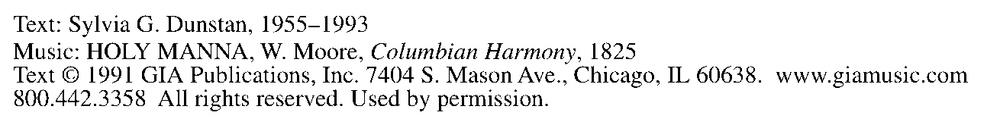 Text: Sylvia G. Dunstan, 1955–1993
Music: HOLY MANNA, W. Moore, Columbian Harmony, 1825
Text © 1991 GIA Publications, Inc. 7404 S. Mason Ave., Chicago, IL 60638.  www.giamusic.com
800.442.3358  All rights reserved. Used by permission.